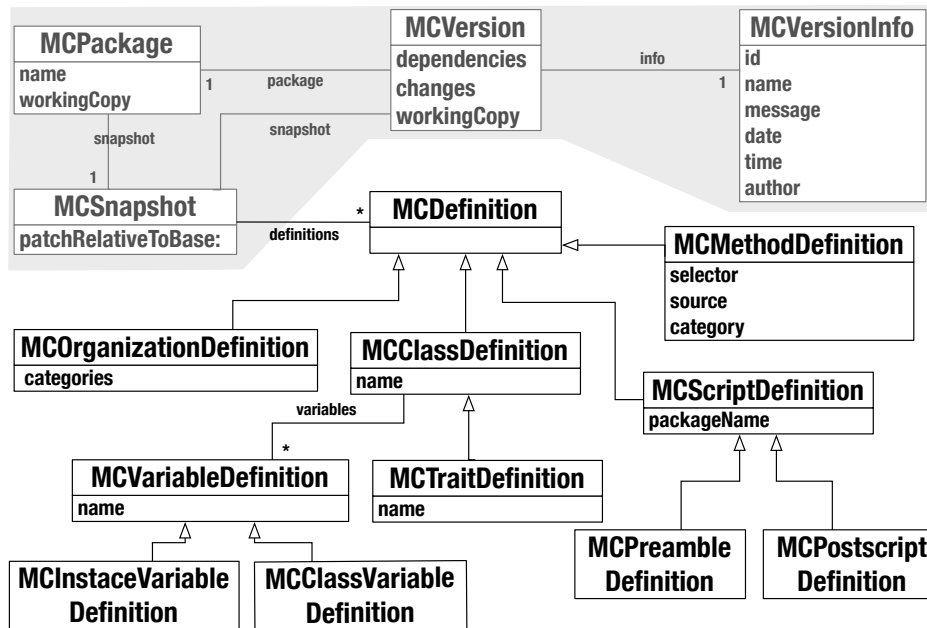 MCPackage
name
workingCopy
1
package
MCVersion
dependencies
changes
workingCopy
info
1
MCVersionInfo
id
name
message
date
time
author
snapshot
1
snapshot
MCSnapshot
patchRelativeToBase:
*
definitions
MCDefinition
MCMethodDefinition
selector
source
category
MCOrganizationDefinition
categories
MCClassDefinition
name
MCScriptDefinition
packageName
variables
*
MCVariableDefinition
name
MCTraitDefinition
name
MCInstaceVariable
Definition
MCClassVariable
Definition
MCPreamble
Definition
MCPostscript
Definition